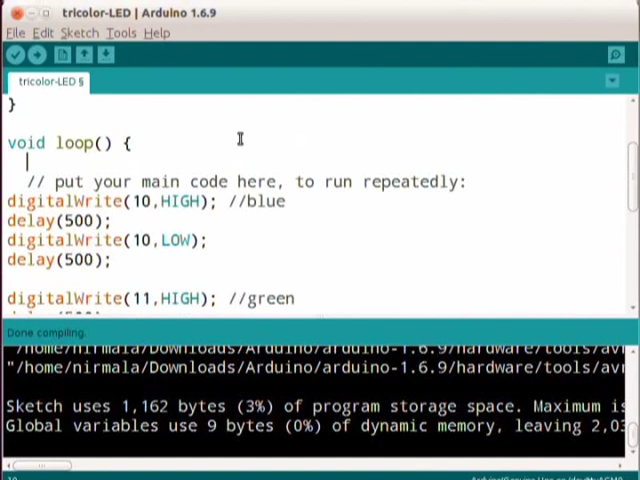 tricolor-LED | Arduino 1.6.9
File Edit Sketch Tools Help
tricolor-LED §
}
void loop() {
// put your main code here, to run repeatedly:
digitalWrite(10,HIGH); //blue
delay(500);
digitalWrite(10,LOW);
delay(500);
digitalWrite(11,HIGH); //green
Done compiling.
"/home/nirmala/Downloads/Arduino/arduino-1.6.9/hardware/tools/avr
"/home/nirmala/Downloads/Arduino/arduino-1.6.9/hardware/tools/avr
Sketch uses 1,162 bytes (3%) of program storage space. Maximum is
Global variables use 9 bytes (0%) of dynamic memory, leaving 2,03